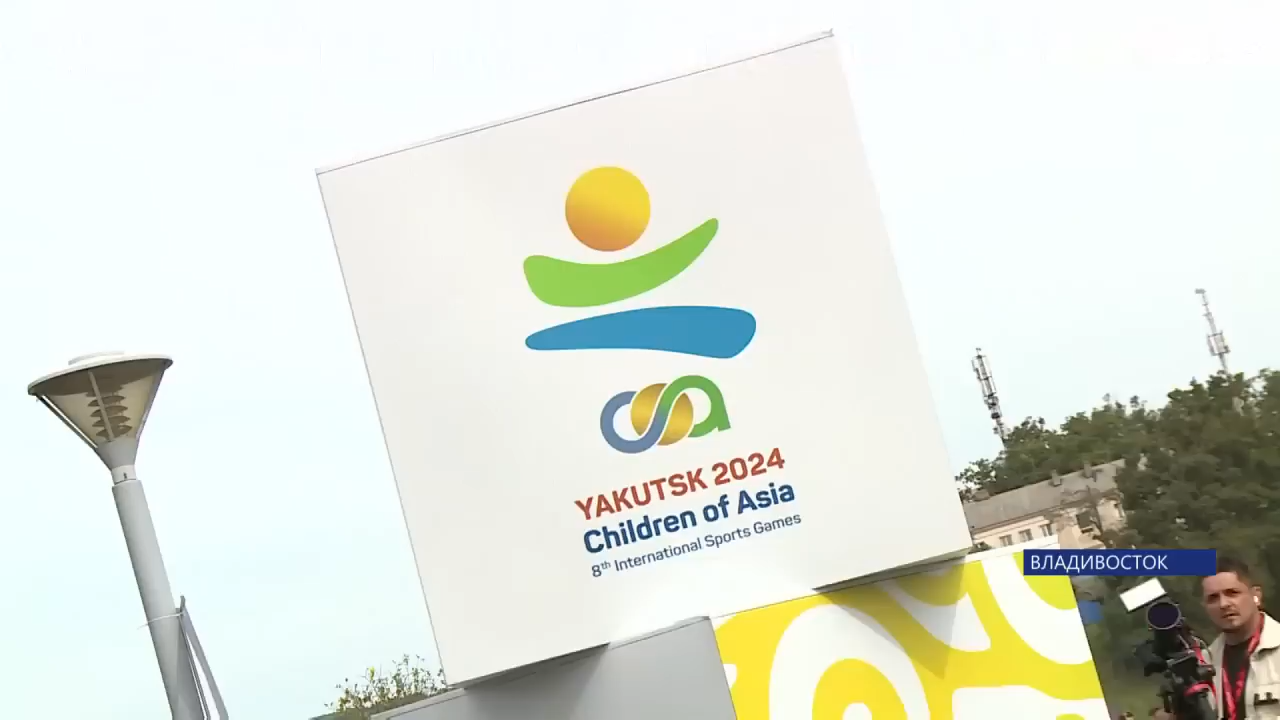 YAKUTSK 2024
Children of Asia
8th International Sports Games
ВЛАДИВОСТОК